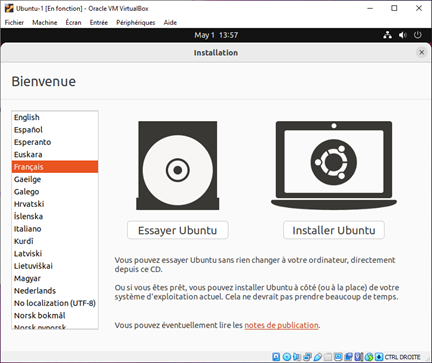 Ubuntu-1 [En fonction] - Oracle VM VirtualBox
Fichier Machine Écran Entrée Périphériques Aide
May 1 13:57
Installation
Bienvenue
English
Español
Esperanto
Euskara
Français
Gaeilge
Galego
Hrvatski
Íslenska
Italiano
Kurdî
Latviski
Lietuviškai
Magyar
Nederlands
No localization (UTF-8)
Norsk bokmål
Norsk nynorsk
Essayer Ubuntu
Installer Ubuntu
Vous pouvez essayer Ubuntu sans rien changer à votre ordinateur, directement
depuis ce CD.
Ou si vous êtes prêt, vous pouvez installer Ubuntu à côté (ou à la place) de votre
système d'exploitation actuel. Cela ne devrait pas prendre beaucoup de temps.
Vous pouvez éventuellement lire les notes de publication.
CTRL DROITE